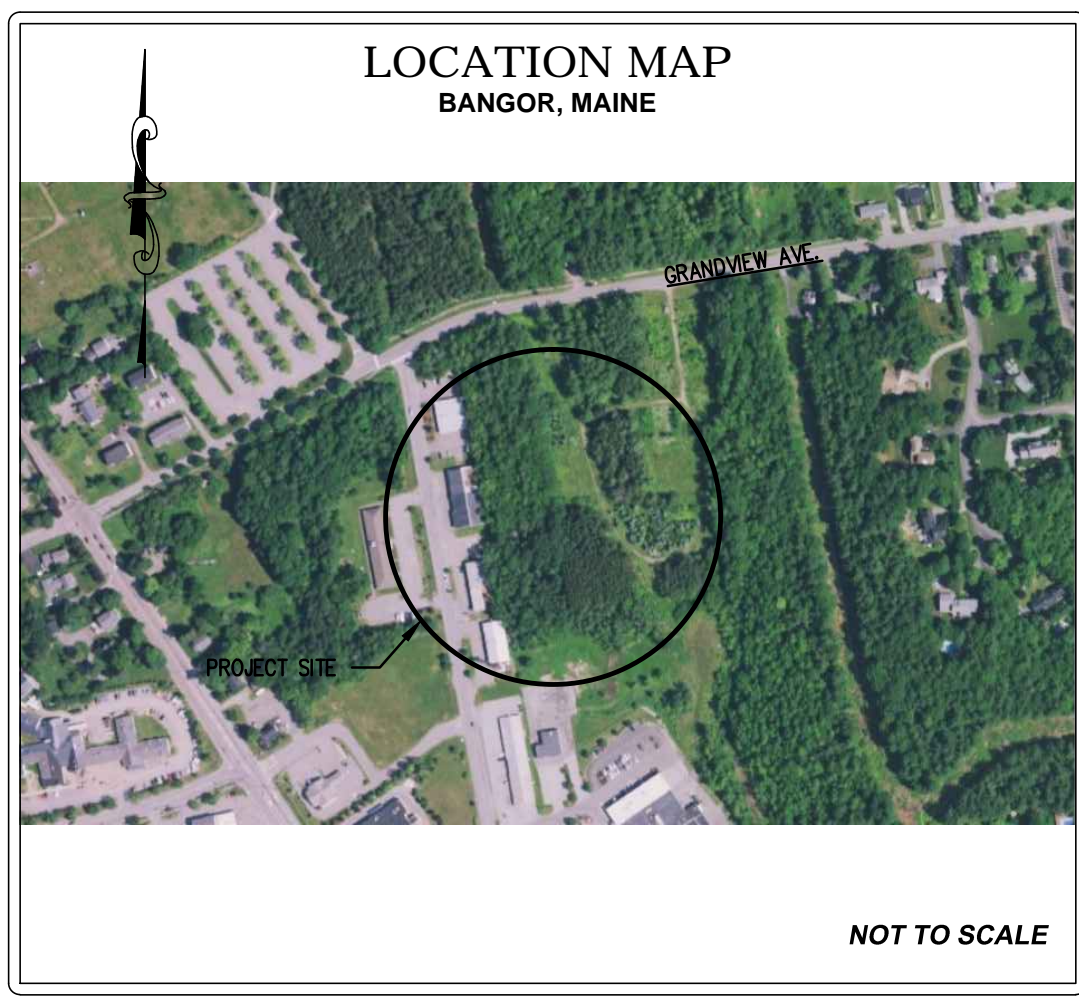 LOCATION MAP
BANGOR, MAINE
GRANDVIEW AVE.
PROJECT SITE
NOT TO SCALE